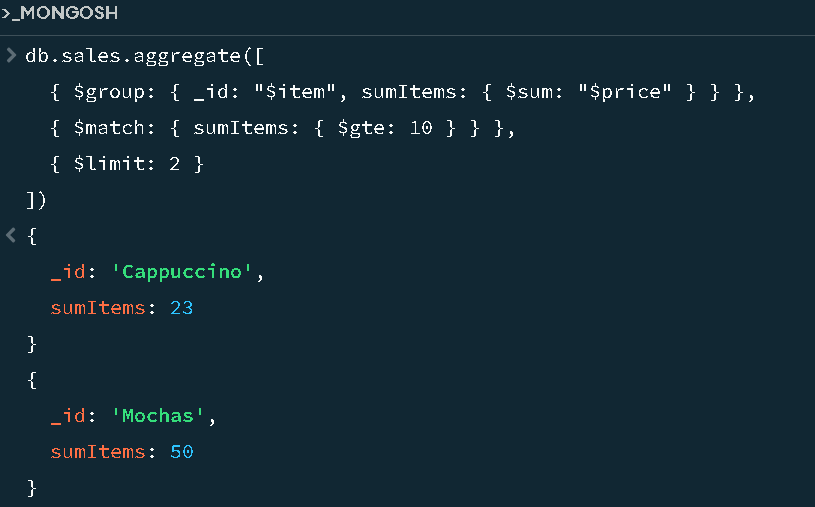 >_MONGOSH
> db.sales.aggregate([
{ $group: { _id: "$item", sumItems: { $sum: "$price" } } },
{ $match: { sumItems: { $gte: 10 } } },
{ $limit: 2 }
])
< {
_id: 'Cappuccino',
sumItems: 23
}
{
_id: 'Mochas',
sumItems: 50
}